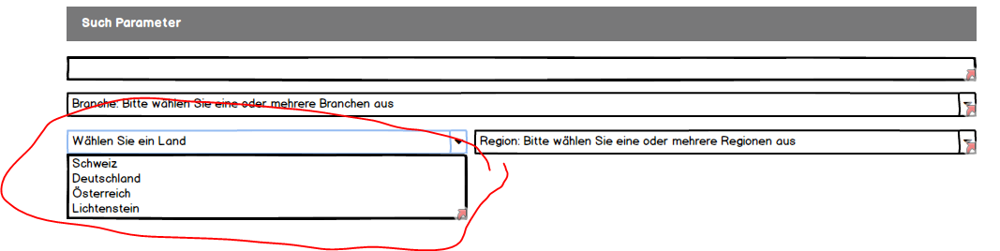 Such Parameter
Branche: Bitte wählen Sie eine oder mehrere Branchen aus
Wählen Sie ein Land
Region: Bitte wählen Sie eine oder mehrere Regionen aus
Schweiz
Deutschland
Österreich
Lichtenstein